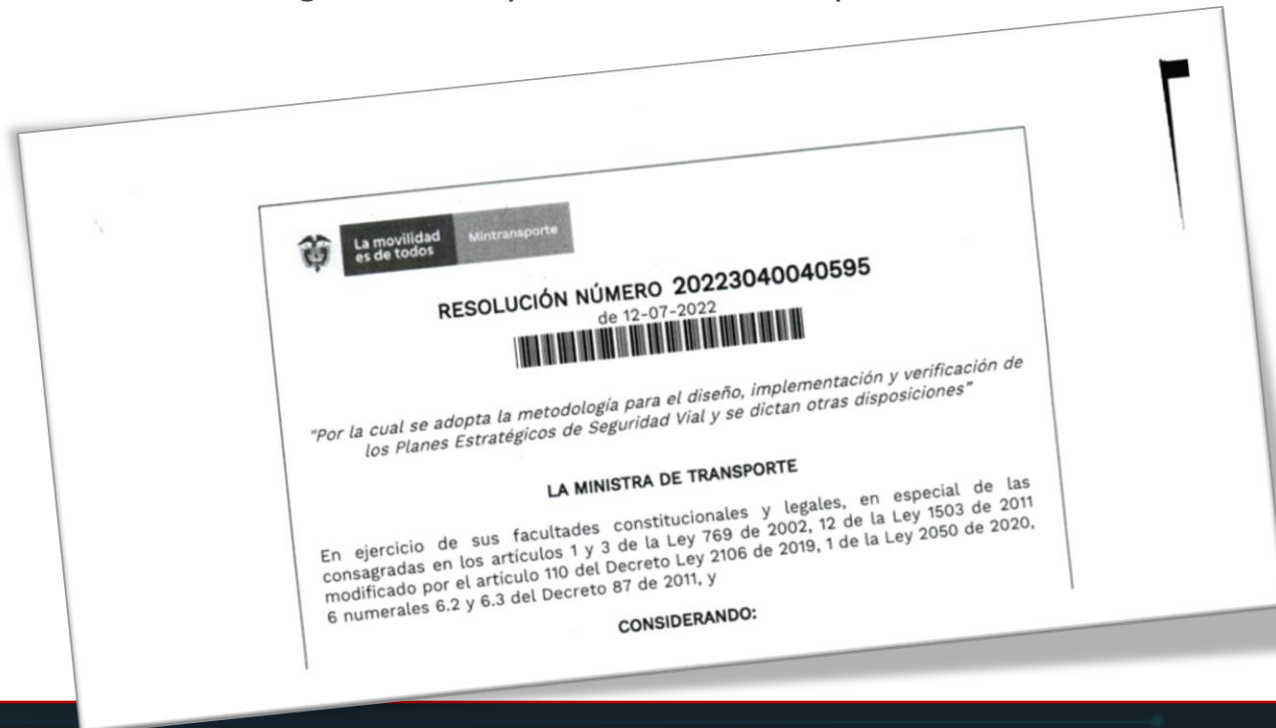 La movilidad
es de todos
Mintransporte
RESOLUCIÓN NÚMERO 20223040040595
de 12-07-2022
"Por la cual se adopta la metodología para el diseño, implementación y verificación de
los Planes Estratégicos de Seguridad Vial y se dictan otras disposiciones"
LA MINISTRA DE TRANSPORTE
En ejercicio de sus facultades constitucionales y legales, en especial de las
consagradas en los artículos 1 y 3 de la Ley 769 de 2002, 12 de la Ley 1503 de 2011
modificado por el artículo 110 del Decreto Ley 2106 de 2019, 1 de la Ley 2050 de 2020,
6 numerales 6.2 y 6.3 del Decreto 87 de 2011, y
CONSIDERANDO: